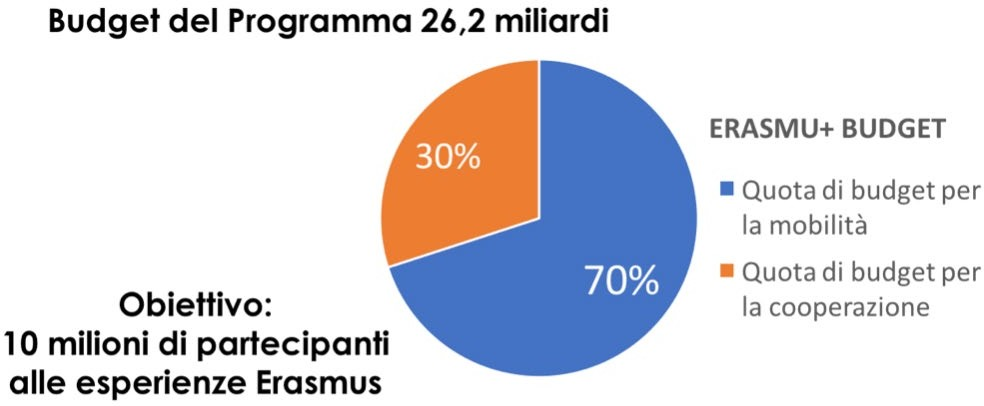 Budget del Programma 26,2 miliardi
30%
70%
ERASMU+ BUDGET
Quota di budget per
la mobilità
Quota di budget per
la cooperazione
Obiettivo:
10 milioni di partecipanti
alle esperienze Erasmus